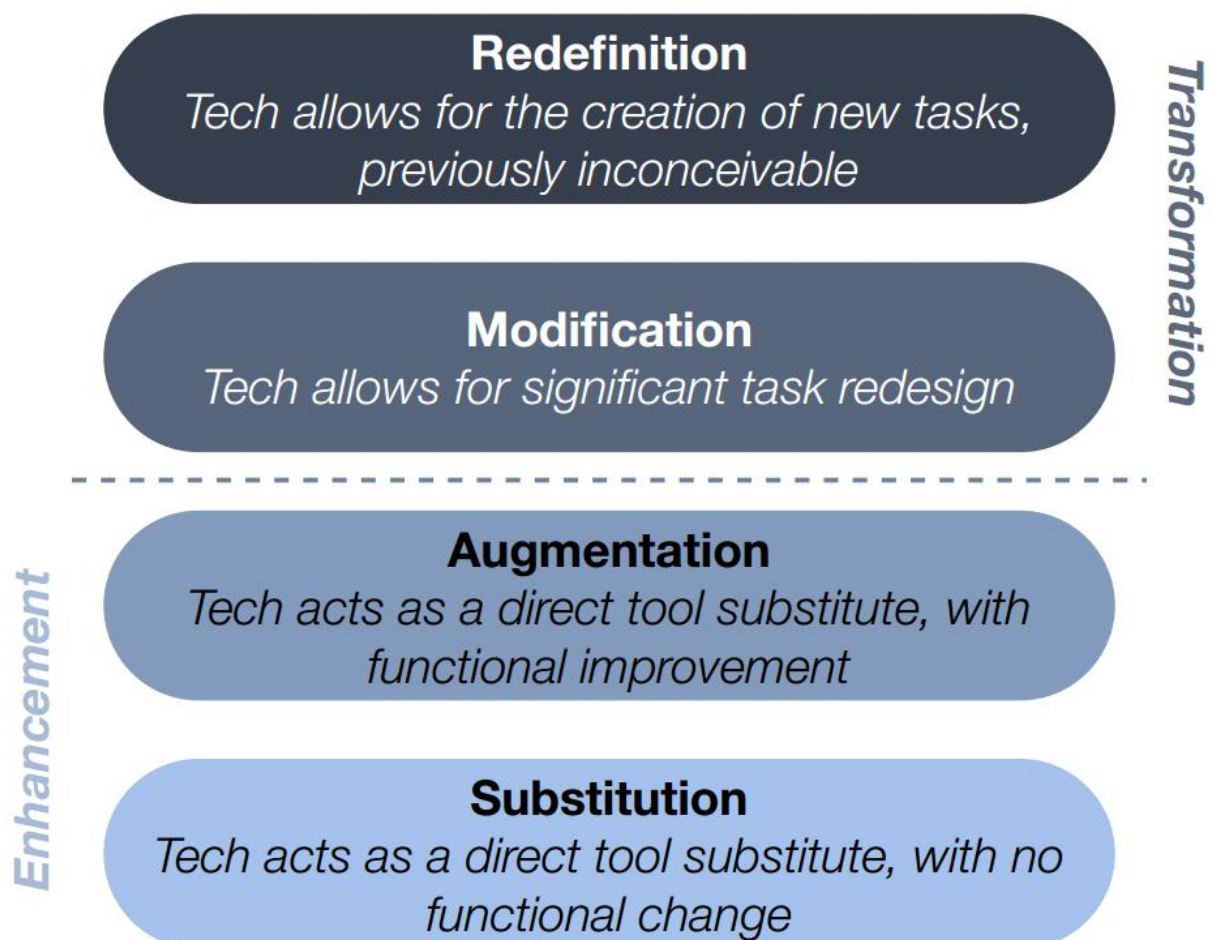 Redefinition
Tech allows for the creation of new tasks,
previously inconceivable
Transformation
Modification
Tech allows for significant task redesign
Augmentation
Tech acts as a direct tool substitute, with
functional improvement
Enhancement
Substitution
Tech acts as a direct tool substitute, with no
functional change